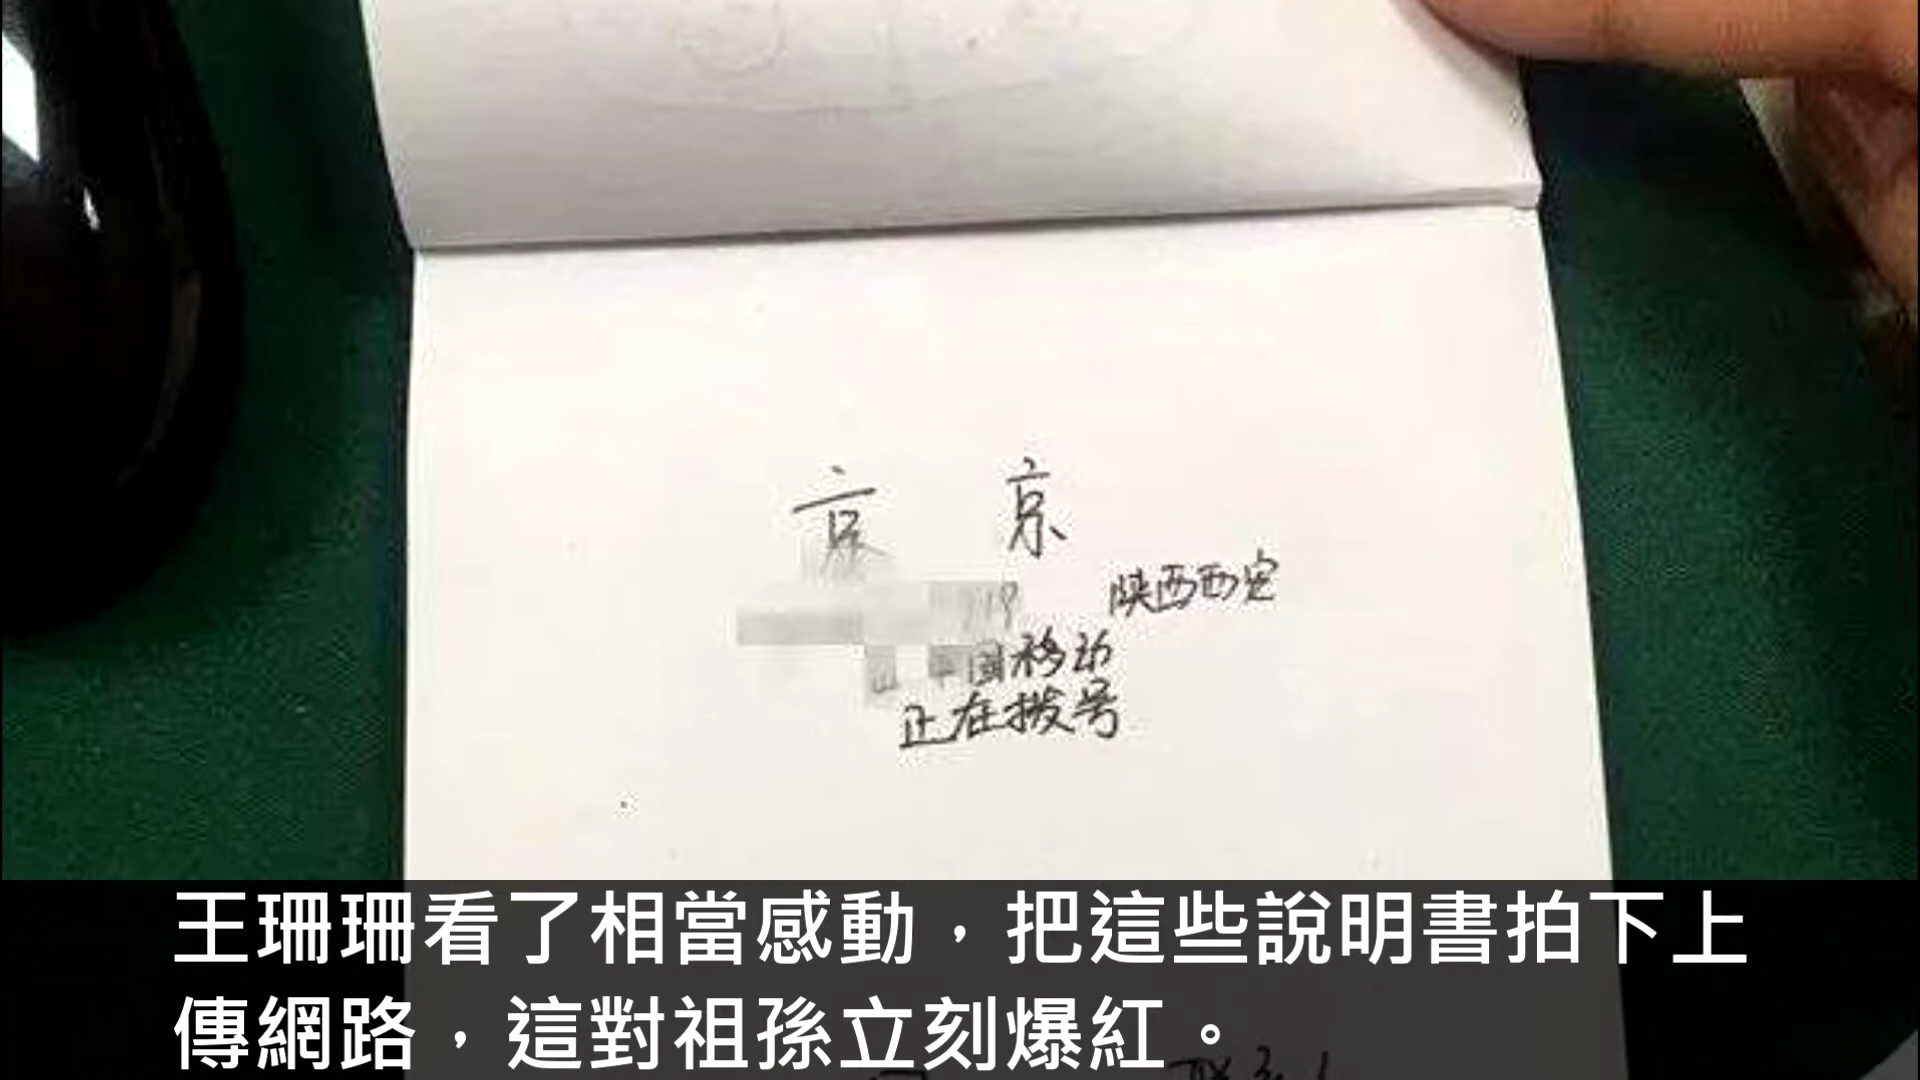 京 京
陕西西安
国移动
正在拨号
王珊珊看了相當感動，把這些說明書拍下上
傳網路，這對祖孫立刻爆紅。